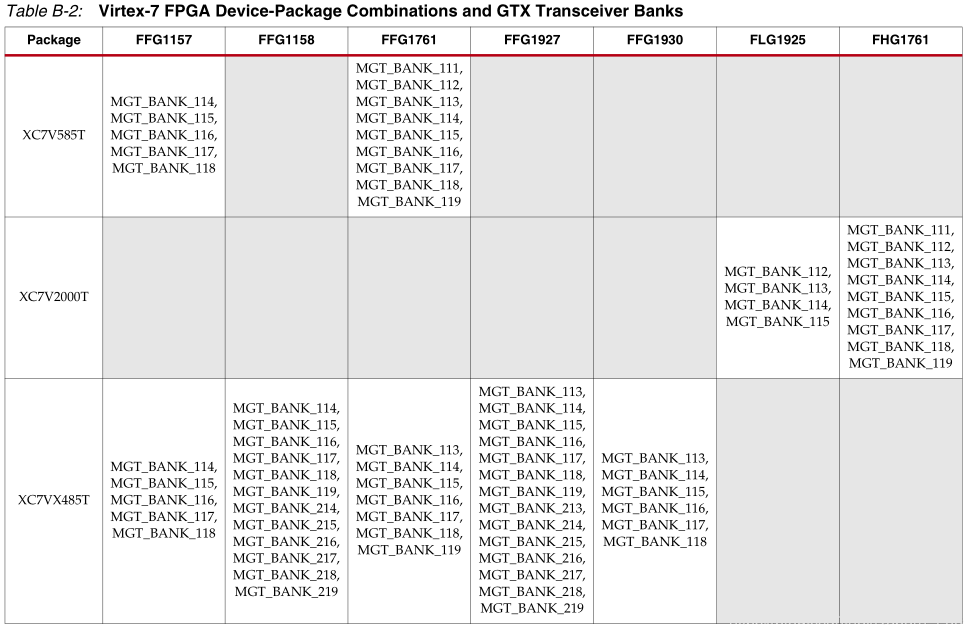 Table B-2: Virtex-7 FPGA Device-Package Combinations and GTX Transceiver Banks
Package FFG1157 FFG1158 FFG1761 FFG1927 FFG1930 FLG1925 FHG1761
XC7V585T
MGT_BANK_114,
MGT_BANK_115,
MGT_BANK_116,
MGT_BANK_117,
MGT_BANK_118
MGT_BANK_111,
MGT_BANK_112,
MGT_BANK_113,
MGT_BANK_114,
MGT_BANK_115,
MGT_BANK_116,
MGT_BANK_117,
MGT_BANK_118,
MGT_BANK_119
XC7V2000T
MGT_BANK_112,
MGT_BANK_113,
MGT_BANK_114,
MGT_BANK_115
MGT_BANK_111,
MGT_BANK_112,
MGT_BANK_113,
MGT_BANK_114,
MGT_BANK_115,
MGT_BANK_116,
MGT_BANK_117,
MGT_BANK_118,
MGT_BANK_119
XC7VX485T
MGT_BANK_114,
MGT_BANK_115,
MGT_BANK_116,
MGT_BANK_117,
MGT_BANK_118
MGT_BANK_114,
MGT_BANK_115,
MGT_BANK_116,
MGT_BANK_117,
MGT_BANK_118,
MGT_BANK_119,
MGT_BANK_214,
MGT_BANK_215,
MGT_BANK_216,
MGT_BANK_217,
MGT_BANK_218,
MGT_BANK_219
MGT_BANK_113,
MGT_BANK_114,
MGT_BANK_115,
MGT_BANK_116,
MGT_BANK_117,
MGT_BANK_118,
MGT_BANK_119
MGT_BANK_113,
MGT_BANK_114,
MGT_BANK_115,
MGT_BANK_116,
MGT_BANK_117,
MGT_BANK_118,
MGT_BANK_119,
MGT_BANK_213,
MGT_BANK_214,
MGT_BANK_215,
MGT_BANK_216,
MGT_BANK_217,
MGT_BANK_218,
MGT_BANK_219
MGT_BANK_113,
MGT_BANK_114,
MGT_BANK_115,
MGT_BANK_116,
MGT_BANK_117,
MGT_BANK_118